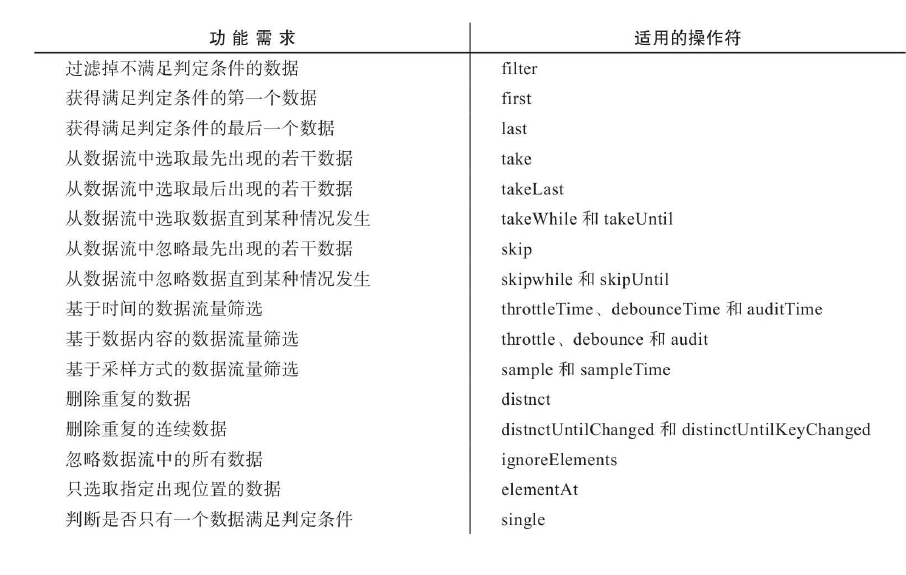 功能需求 适用的操作符
过滤掉不满足判定条件的数据 filter
获得满足判定条件的第一个数据 first
获得满足判定条件的最后一个数据 last
从数据流中选取最先出现的若干数据 take
从数据流中选取最后出现的若干数据 takeLast
从数据流中选取数据直到某种情况发生 takeWhile 和 takeUntil
从数据流中忽略最先出现的若干数据 skip
从数据流中忽略数据直到某种情况发生 skipwhile 和 skipUntil
基于时间的数据流量筛选 throttleTime、debounceTime 和 auditTime
基于数据内容的数据流量筛选 throttle、debounce 和 audit
基于采样方式的数据流量筛选 sample 和 sampleTime
删除重复的数据 distnct
删除重复的连续数据 distnctUntilChanged 和 distinctUntilKeyChanged
忽略数据流中的所有数据 ignoreElements
只选取指定出现位置的数据 elementAt
判断是否只有一个数据满足判定条件 single